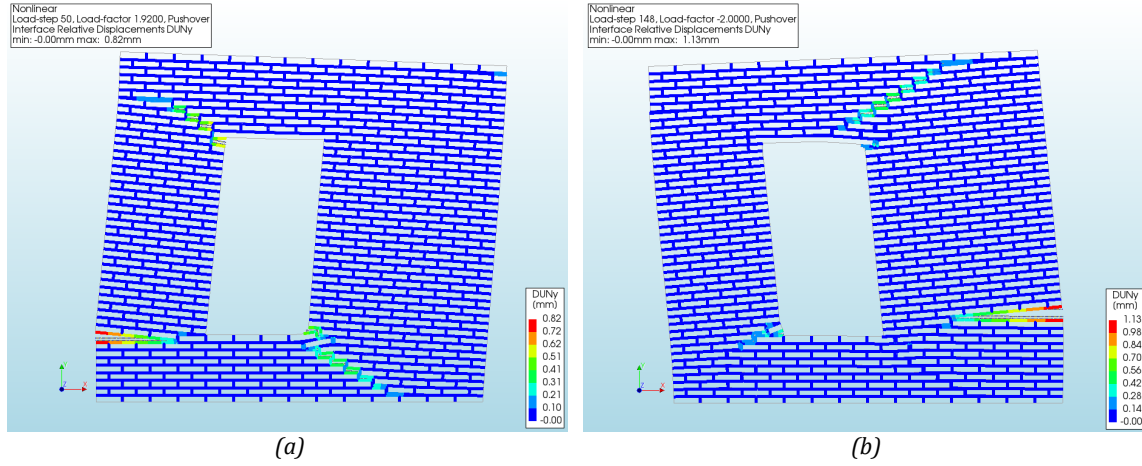 Nonlinear
Load-step 50, Load-factor 1.9200, Pushover
Interface Relative Displacements DUNy
min: -0.00mm max: 0.82mm
DUNy
(mm)
0.82
0.72
0.62
0.51
0.41
0.31
0.21
0.10
-0.00
Y
Z
X
(a)
Nonlinear
Load-step 148, Load-factor -2.0000, Pushover
Interface Relative Displacements DUNy
min: -0.00mm max: 1.13mm
DUNy
(mm)
1.13
0.98
0.84
0.70
0.56
0.42
0.28
0.14
-0.00
Y
Z
X
(b)